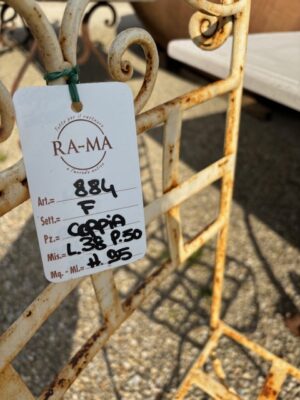 RA-MA
Art.= 884
Sett.= F
Pz.= COPPIA
Mis.= L.38 P.50
Mq. - Ml.= H.95